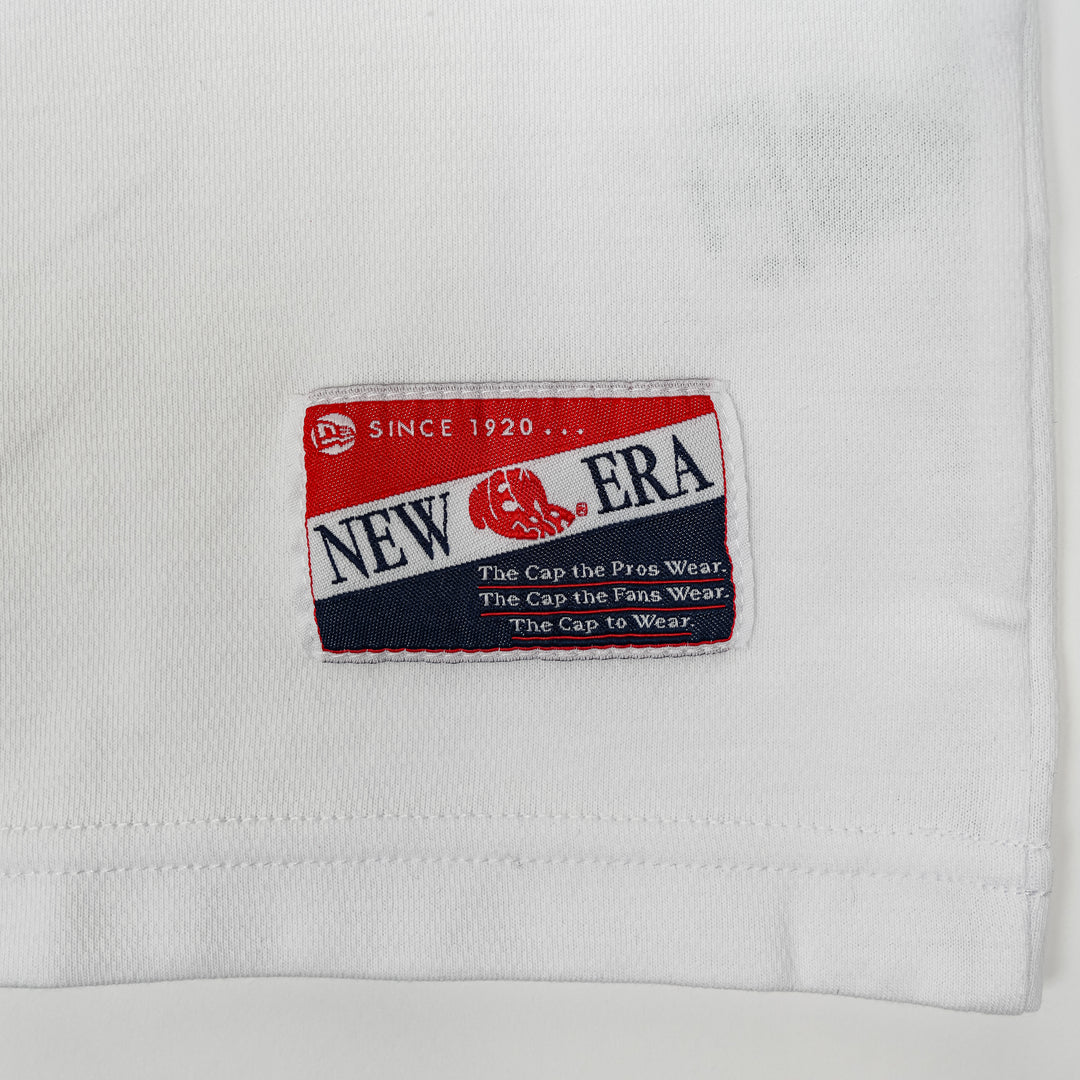 SINCE 1920...
NEW ERA
The Cap the Pros Wear.
The Cap the Fans Wear.
The Cap to Wear.